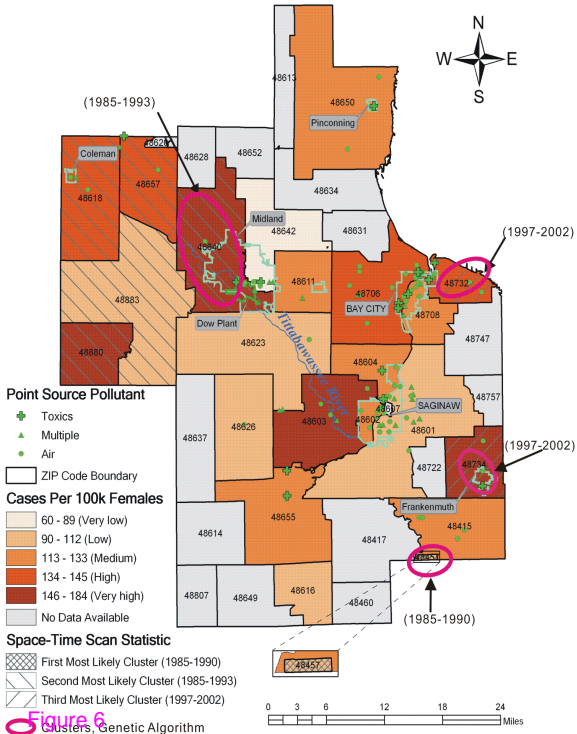 N
W E
S
48613
48650
Pinconning
(1985-1993)
Coleman
48628
48652
48657
48618
48634
Midland
48640
48642
48631
(1997-2002)
48732
48611
48706
BAY CITY
48708
48883
Dow Plant
Tittabawassee River
48623
48747
48880
48604
48757
48637
48626
48603
48602
48607
SAGINAW
48601
(1997-2002)
48722
48734
Frankenmuth
48655
48415
48614
48417
(1985-1990)
48807
48649
48616
48460
48457
Point Source Pollutant
Toxics
Multiple
Air
ZIP Code Boundary
Cases Per 100k Females
60 - 89 (Very low)
90 - 112 (Low)
113 - 133 (Medium)
134 - 145 (High)
146 - 184 (Very high)
No Data Available
Space-Time Scan Statistic
First Most Likely Cluster (1985-1990)
Second Most Likely Cluster (1985-1993)
Third Most Likely Cluster (1997-2002)
Figure 6
Clusters, Genetic Algorithm
0 3 6 12 18 24
Miles